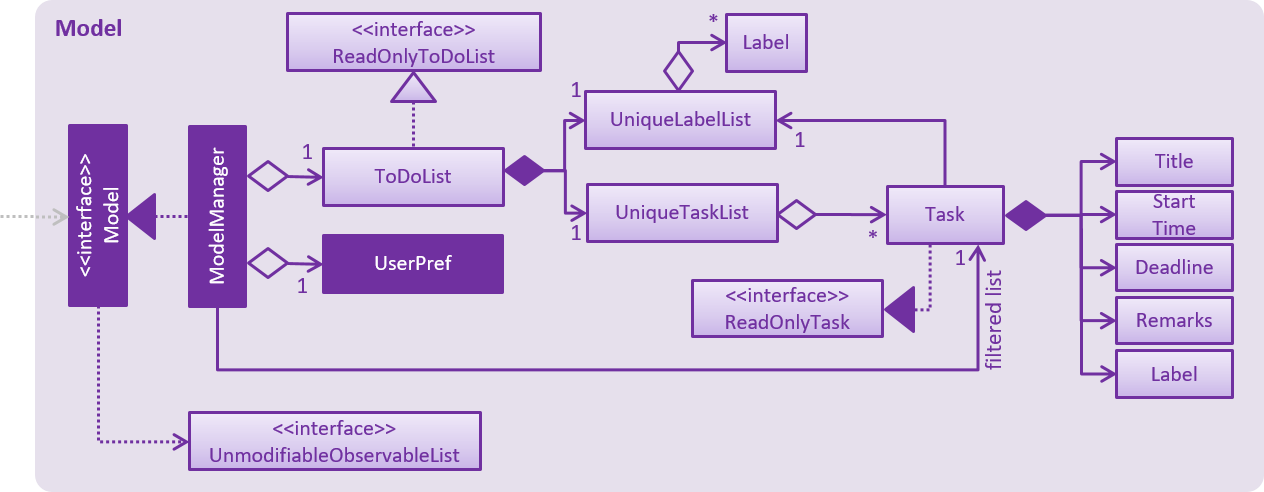 Model
<<interface>>
ReadOnlyToDoList
*
Label
1
UniqueLabelList
1
<<interface>>
Model
ModelManager
1
ToDoList
UniqueTaskList
1
*
Task
1
UserPref
1
<<interface>>
ReadOnlyTask
filtered list
Title
Start
Time
Deadline
Remarks
Label
<<interface>>
UnmodifiableObservableList